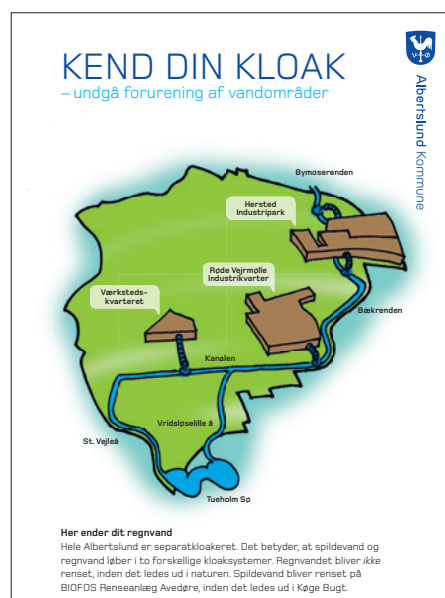 KEND DIN KLOAK
– undgå forurening af vandområder
Albertslund Kommune
Bymoserenden
Hersted
Industripark
Røde Vejrmølle
Industrikvarter
Værksteds-
kvarteret
Bækrenden
Kanalen
Vridsløselille å
St. Vejleå
Tueholm Sø
Her ender dit regnvand
Hele Albertslund er separatkloakeret. Det betyder, at spildevand og
regnvand løber i to forskellige kloaksystemer. Regnvandet bliver ikke
renset, inden det ledes ud i naturen. Spildevand bliver renset på
BIOFOS Renseanlæg Avedøre, inden det ledes ud i Køge Bugt.